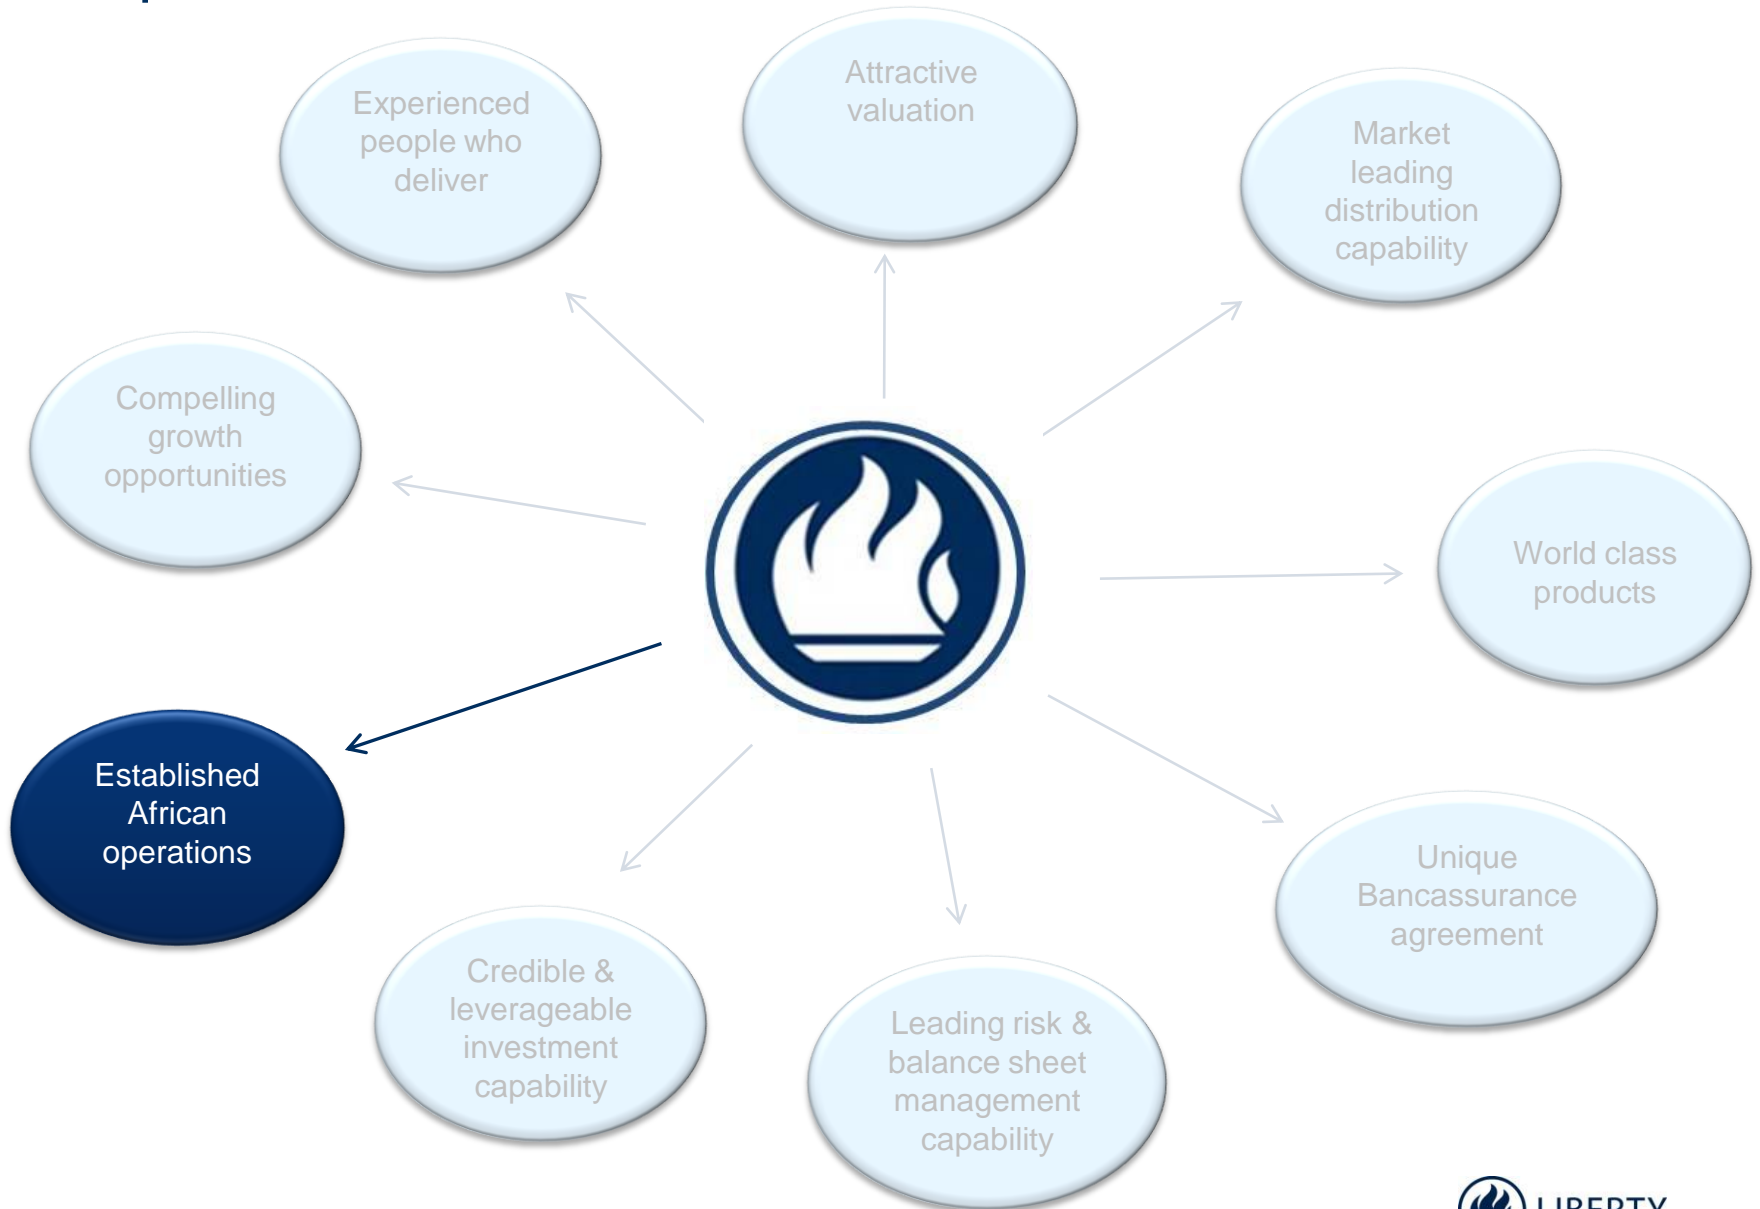 Attractive
valuation
Experienced
people who
deliver
Market
leading
distribution
capability
Compelling
growth
opportunities
World class
products
Established
African
operations
Unique
Bancassurance
agreement
Credible &
leverageable
investment
capability
Leading risk &
balance sheet
management
capability
LIBERTY